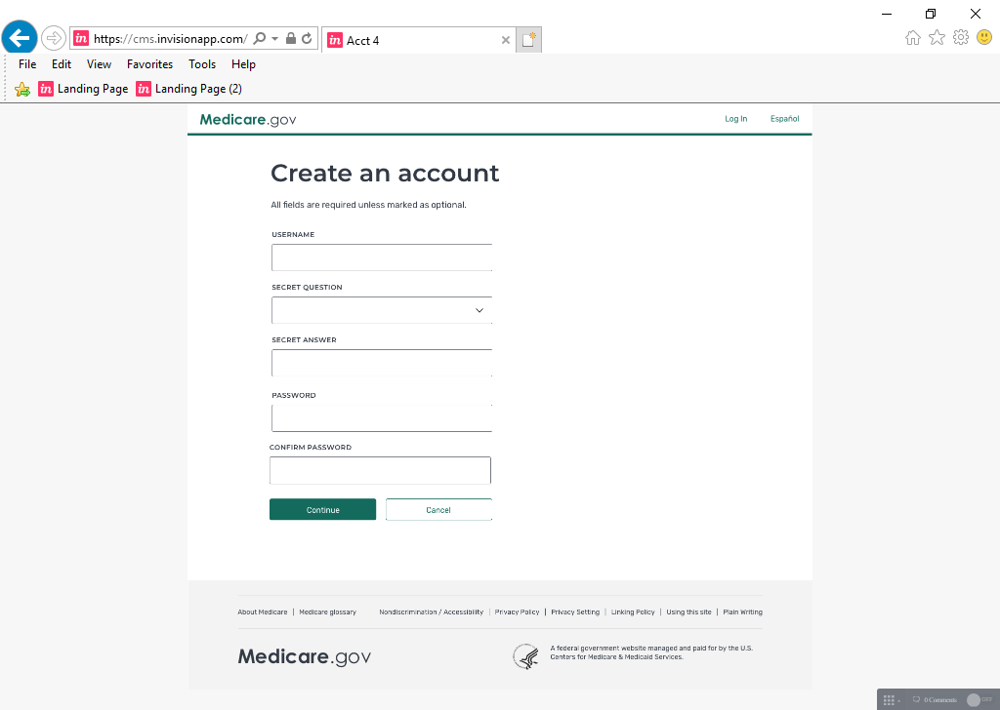 in https://cms.invisionapp.com/
in Acct 4
File Edit View Favorites Tools Help
in Landing Page in Landing Page (2)
Medicare.gov Log In Español
Create an account
All fields are required unless marked as optional.
USERNAME
SECRET QUESTION
SECRET ANSWER
PASSWORD
CONFIRM PASSWORD
Continue Cancel
About Medicare | Medicare glossary Nondiscrimination / Accessibility | Privacy Policy | Privacy Setting | Linking Policy | Using this site | Plain Writing
Medicare.gov
A federal government website managed and paid for by the U.S.
Centers for Medicare & Medicaid Services.
0 Comments OFF